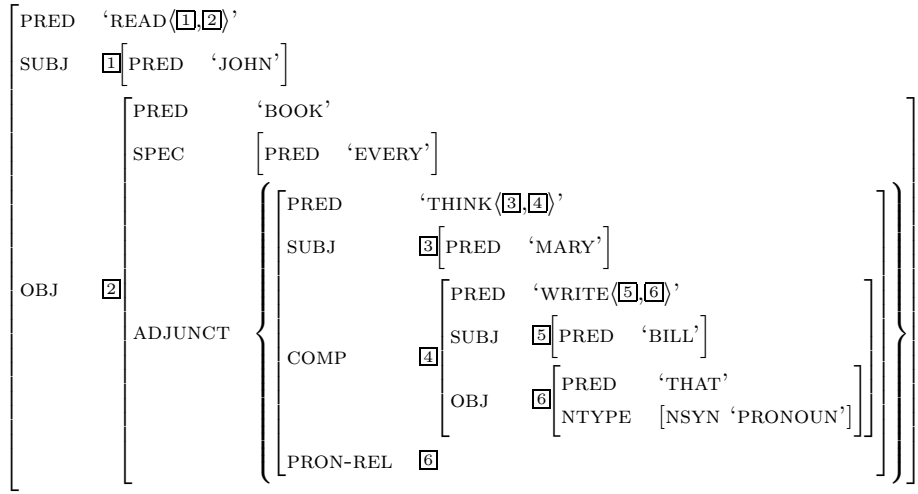 PRED ‘READ⟨1,2⟩’
SUBJ 1[PRED ‘JOHN’]
PRED ‘BOOK’
SPEC [PRED ‘EVERY’]
PRED ‘THINK⟨3,4⟩’
SUBJ 3[PRED ‘MARY’]
OBJ 2
ADJUNCT
PRED ‘WRITE⟨5,6⟩’
SUBJ 5[PRED ‘BILL’]
COMP 4
OBJ 6
PRED ‘THAT’
NTYPE [NSYN ‘PRONOUN’]
PRON-REL 6